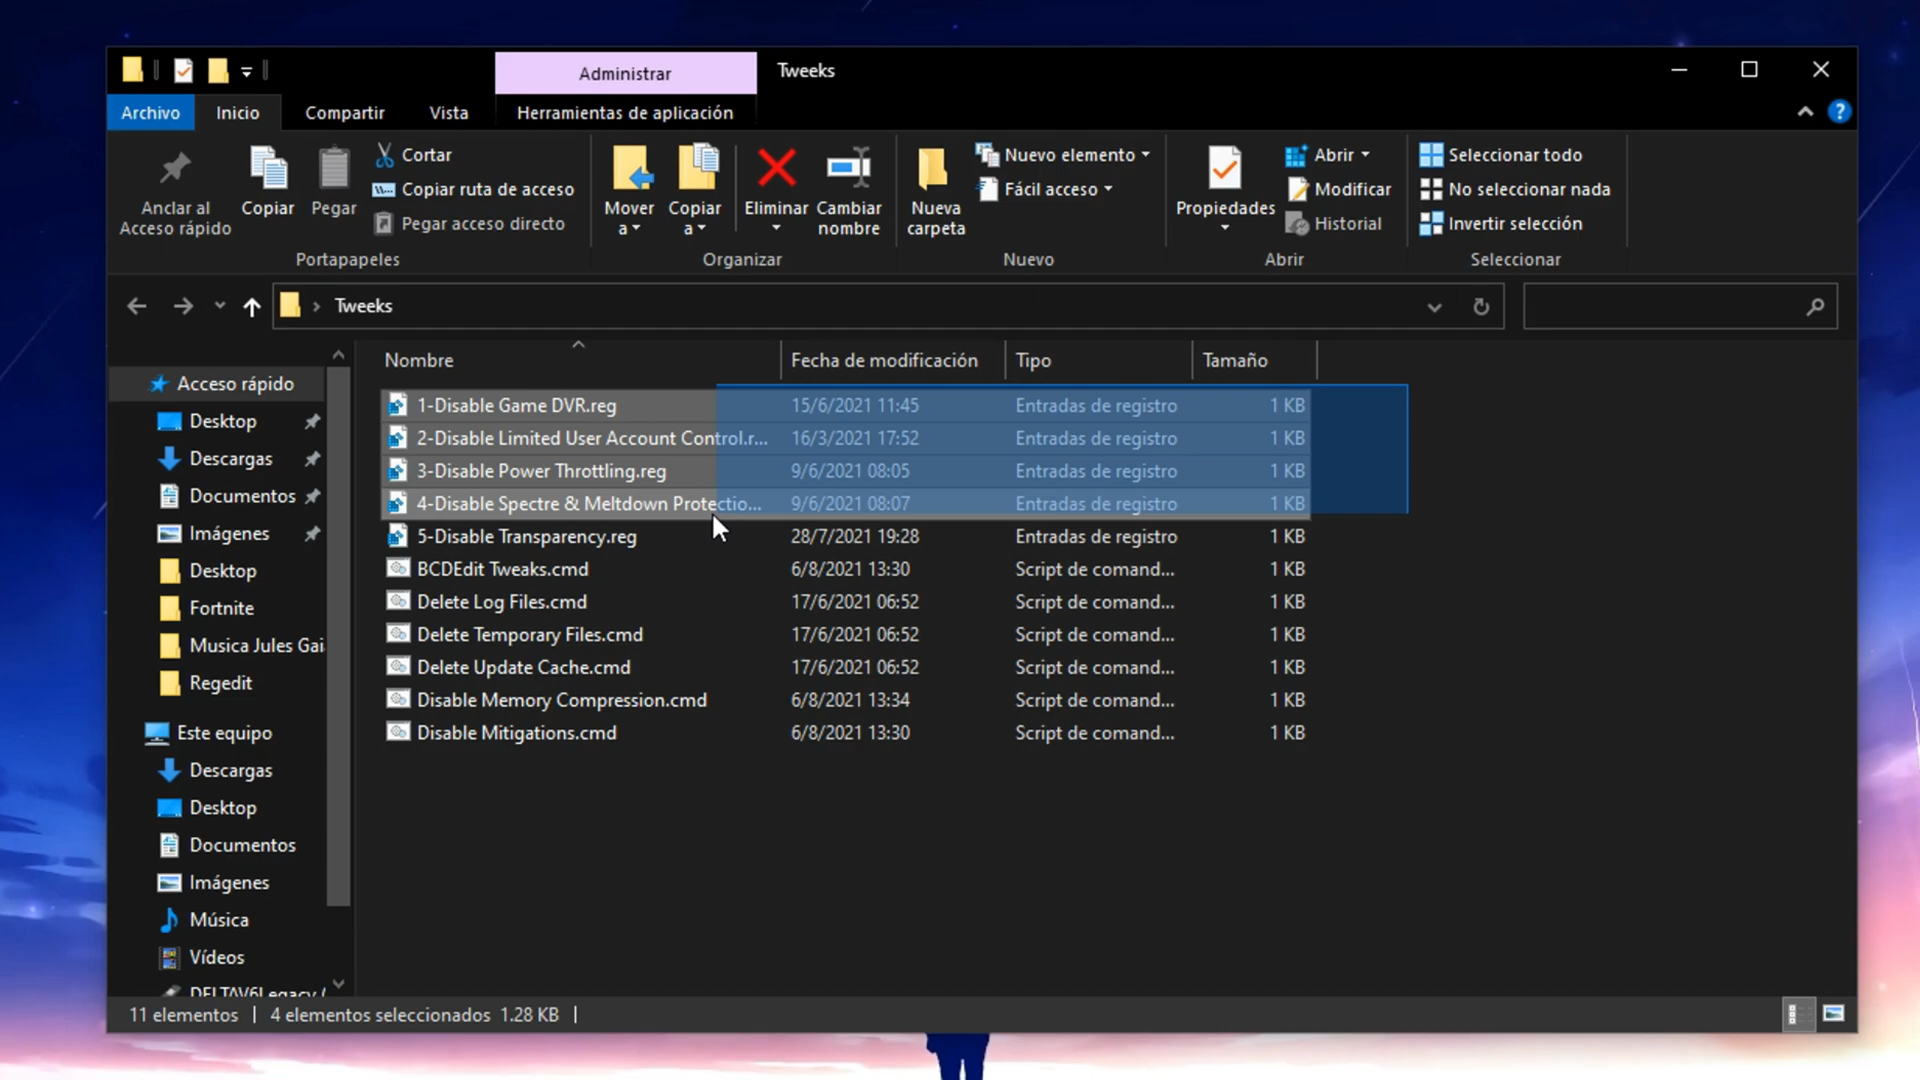 Administrar
Tweeks
Archivo
Inicio
Compartir
Vista
Herramientas de aplicación
Anclar al
Acceso rápido
Copiar
Pegar
Cortar
Copiar ruta de acceso
Pegar acceso directo
Portapapeles
Mover
a
Copiar
a
Eliminar
Cambiar
nombre
Organizar
Nueva
carpeta
Nuevo elemento
Fácil acceso
Nuevo
Propiedades
Abrir
Modificar
Historial
Abrir
Seleccionar todo
No seleccionar nada
Invertir selección
Seleccionar
Tweeks
Nombre Fecha de modificación Tipo Tamaño
1-Disable Game DVR.reg 15/6/2021 11:45 Entradas de registro 1 KB
2-Disable Limited User Account Control.r... 16/3/2021 17:52 Entradas de registro 1 KB
3-Disable Power Throttling.reg 9/6/2021 08:05 Entradas de registro 1 KB
4-Disable Spectre & Meltdown Protectio... 9/6/2021 08:07 Entradas de registro 1 KB
5-Disable Transparency.reg 28/7/2021 19:28 Entradas de registro 1 KB
BCDEdit Tweaks.cmd 6/8/2021 13:30 Script de comand... 1 KB
Delete Log Files.cmd 17/6/2021 06:52 Script de comand... 1 KB
Delete Temporary Files.cmd 17/6/2021 06:52 Script de comand... 1 KB
Delete Update Cache.cmd 17/6/2021 06:52 Script de comand... 1 KB
Disable Memory Compression.cmd 6/8/2021 13:34 Script de comand... 1 KB
Disable Mitigations.cmd 6/8/2021 13:30 Script de comand... 1 KB
Acceso rápido
Desktop
Descargas
Documentos
Imágenes
Desktop
Fortnite
Musica Jules Gai
Regedit
Este equipo
Descargas
Desktop
Documentos
Imágenes
Música
Vídeos
DELTAV6Legacy (
11 elementos
4 elementos seleccionados 1.28 KB